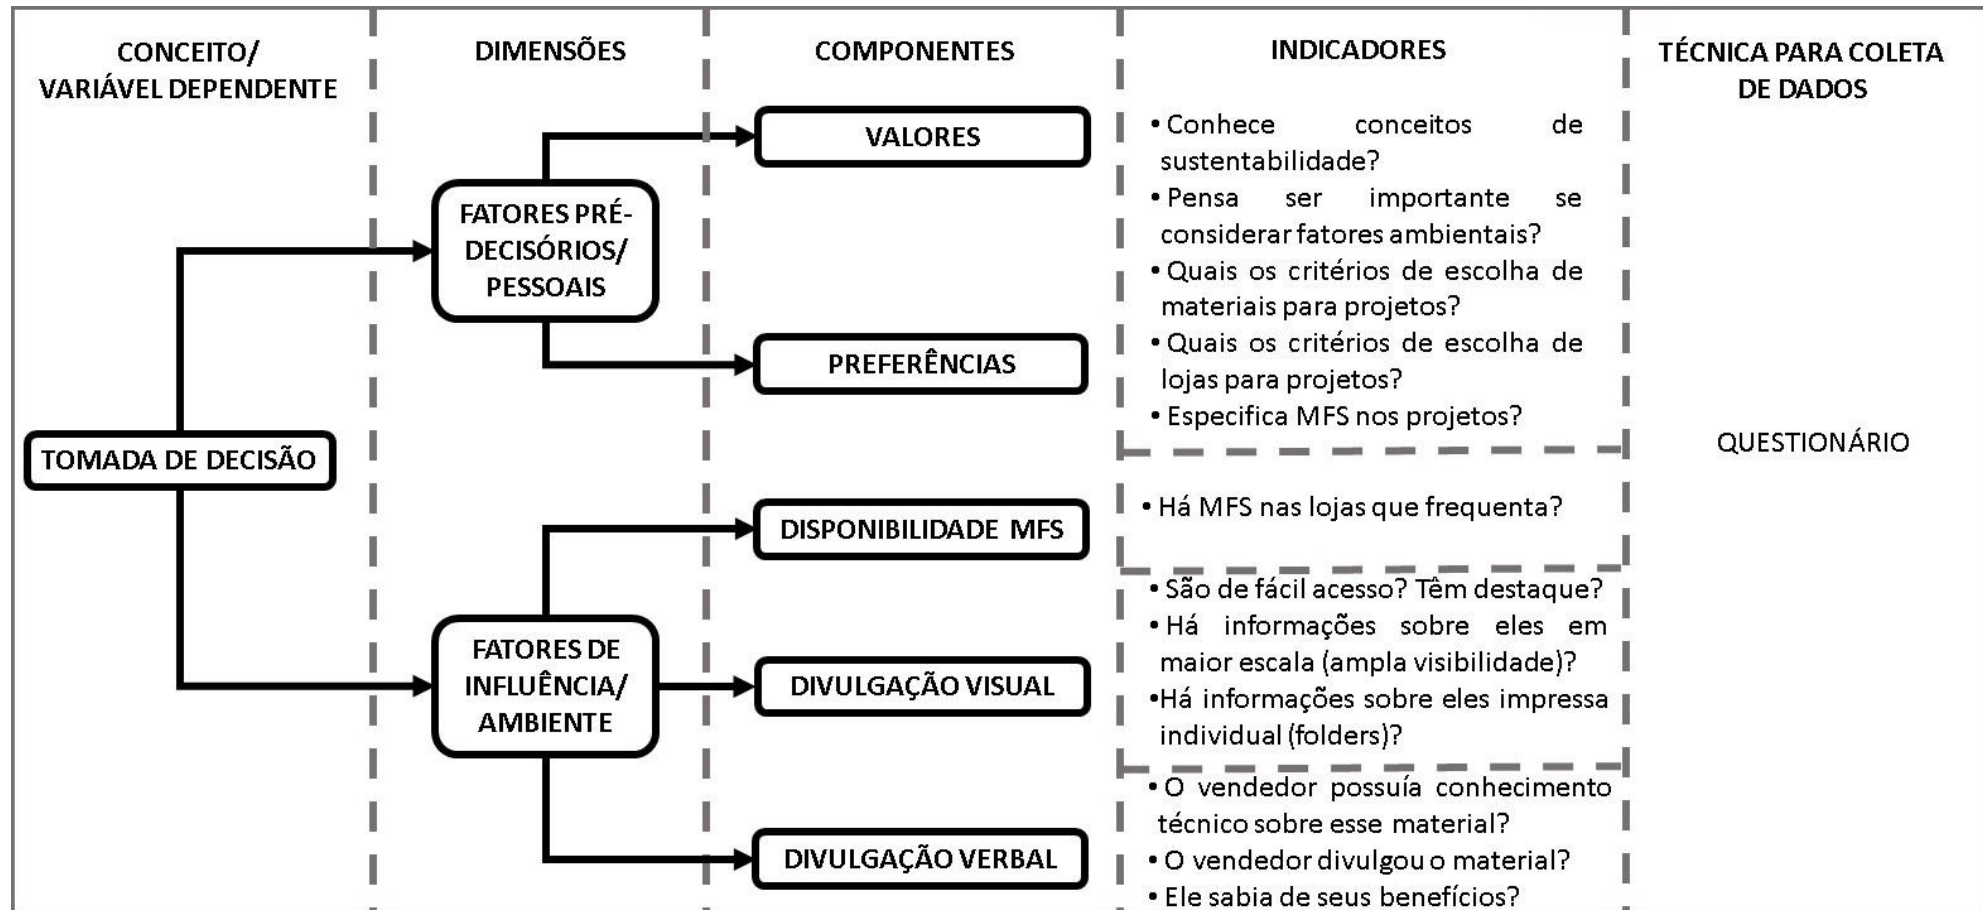 CONCEITO/
VARIÁVEL DEPENDENTE
DIMENSÕES
COMPONENTES
INDICADORES
TÉCNICA PARA COLETA
DE DADOS
TOMADA DE DECISÃO
FATORES PRÉ-
DECISÓRIOS/
PESSOAIS
FATORES DE
INFLUÊNCIA/
AMBIENTE
VALORES
PREFERÊNCIAS
DISPONIBILIDADE MFS
DIVULGAÇÃO VISUAL
DIVULGAÇÃO VERBAL
• Conhece conceitos de
sustentabilidade?
• Pensa ser importante se
considerar fatores ambientais?
• Quais os critérios de escolha de
materiais para projetos?
• Quais os critérios de escolha de
lojas para projetos?
• Especifica MFS nos projetos?
• Há MFS nas lojas que frequenta?
• São de fácil acesso? Têm destaque?
• Há informações sobre eles em
maior escala (ampla visibilidade)?
•Há informações sobre eles impressa
individual (folders)?
• O vendedor possuía conhecimento
técnico sobre esse material?
• O vendedor divulgou o material?
• Ele sabia de seus benefícios?
QUESTIONÁRIO